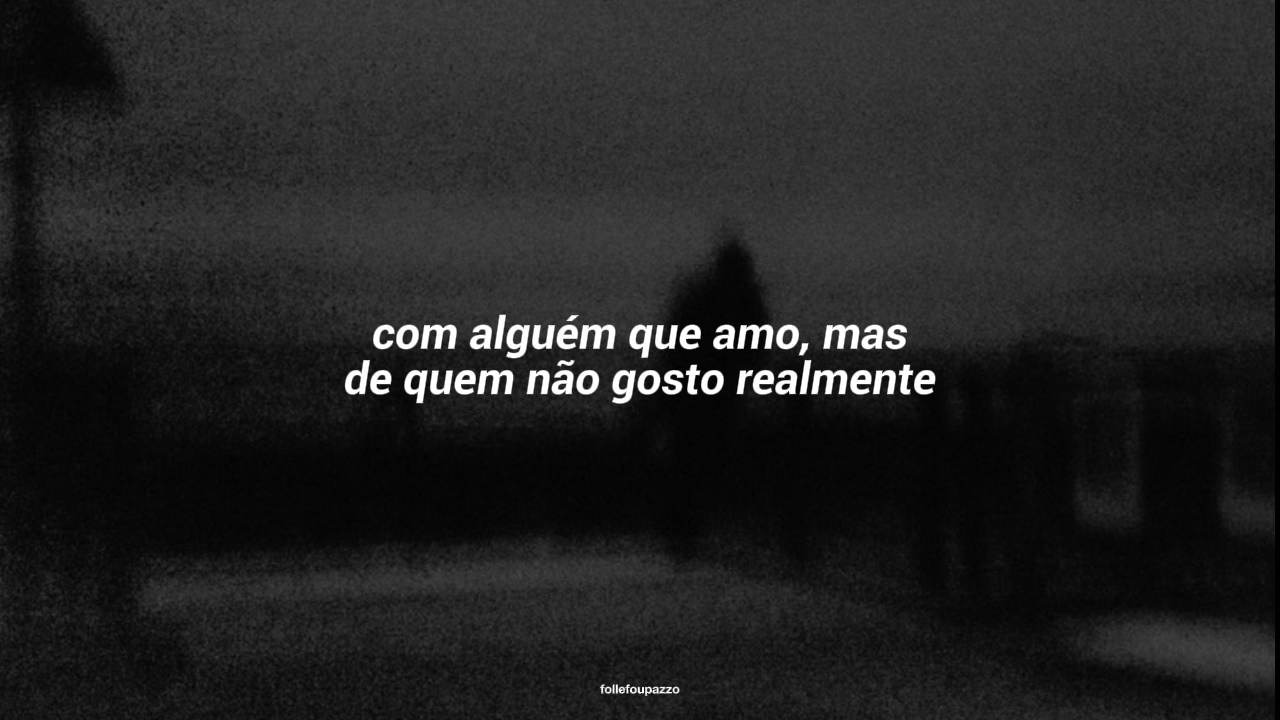 com alguém que amo, mas
de quem não gosto realmente
follefoupazzo